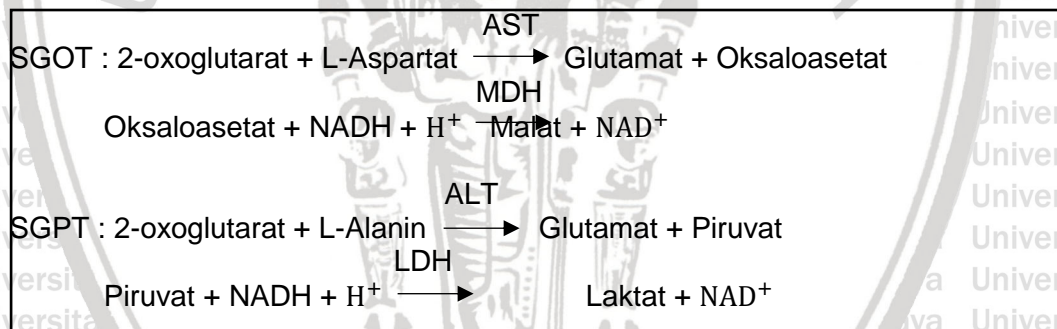 AST
SGOT : 2-oxoglutarat + L-Aspartat → Glutamat + Oksaloasetat
MDH
Oksaloasetat + NADH + H⁺ → Malat + NAD⁺
ALT
SGPT : 2-oxoglutarat + L-Alanin → Glutamat + Piruvat
LDH
Piruvat + NADH + H⁺ → Laktat + NAD⁺